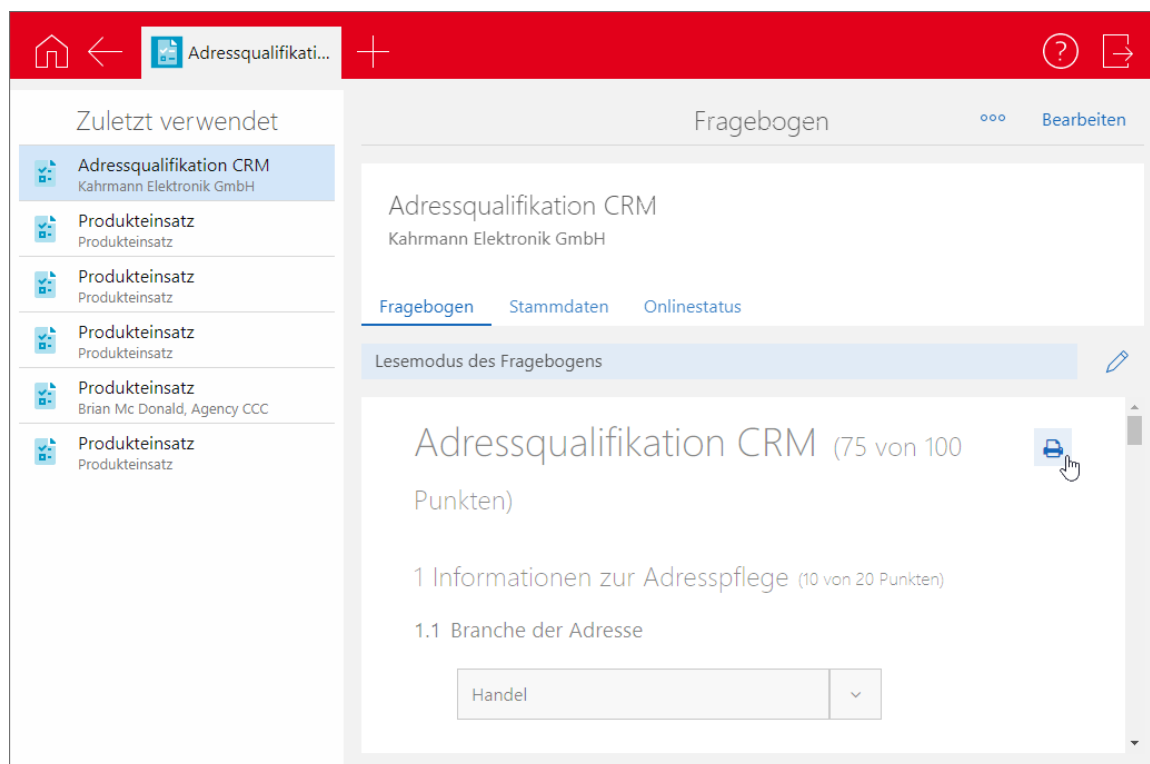 Adressqualifikati...
?
Zuletzt verwendet
Adressqualifikation CRM
Kahrmann Elektronik GmbH
Produkteinsatz
Produkteinsatz
Produkteinsatz
Produkteinsatz
Produkteinsatz
Produkteinsatz
Produkteinsatz
Brian Mc Donald, Agency CCC
Produkteinsatz
Produkteinsatz
Fragebogen
Bearbeiten
Adressqualifikation CRM
Kahrmann Elektronik GmbH
Fragebogen Stammdaten Onlinestatus
Lesemodus des Fragebogens
Adressqualifikation CRM (75 von 100
Punkten)
1 Informationen zur Adresspflege (10 von 20 Punkten)
1.1 Branche der Adresse
Handel